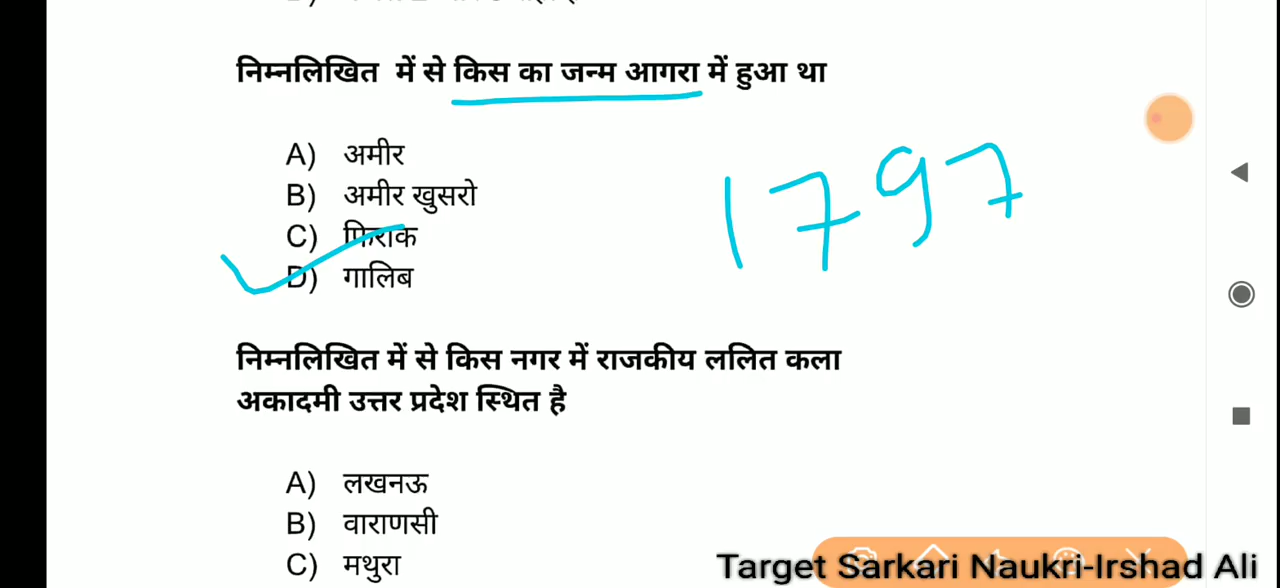 निम्नलिखित में से किस का जन्म आगरा में हुआ था
A) अमीर
B) अमीर खुसरो
C) फिराक
D) गालिब
1797
निम्नलिखित में से किस नगर में राजकीय ललित कला
अकादमी उत्तर प्रदेश स्थित है
A) लखनऊ
B) वाराणसी
C) मथुरा
Target Sarkari Naukri-Irshad Ali